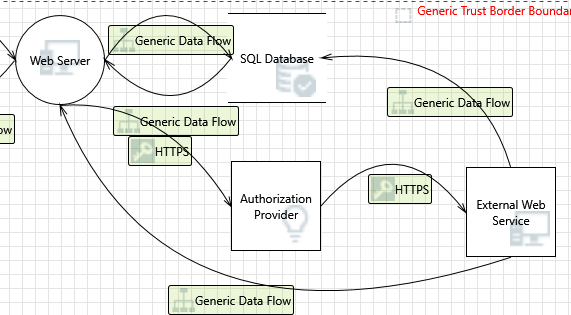 Generic Trust Border Bounda
Generic Data Flow
Web Server
SQL Database
Generic Data Flow
ow
Generic Data Flow
HTTPS
HTTPS
Authorization
Provider
External Web
Service
Generic Data Flow